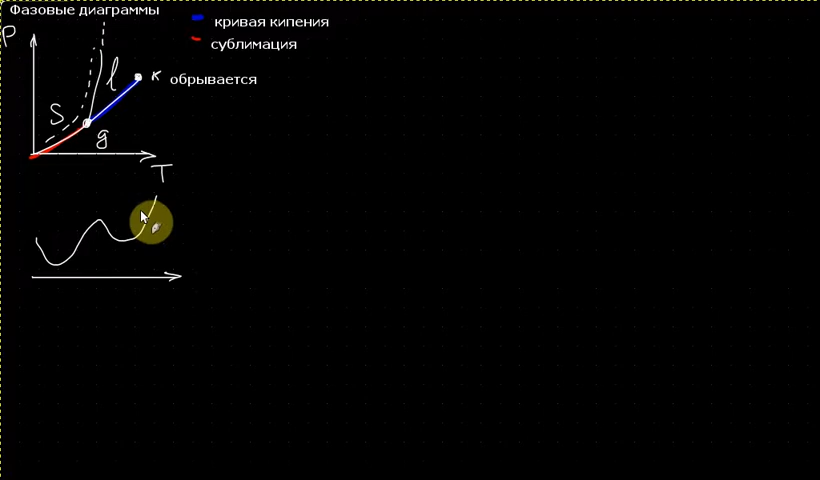 Фазовые диаграммы
кривая кипения
P
сублимация
l
K обрывается
S
g
T